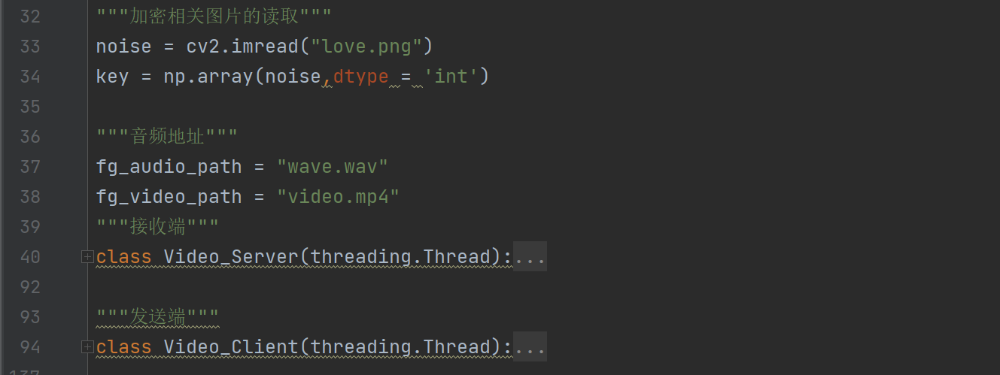 32 """加密相关图片的读取"""
33 noise = cv2.imread("love.png")
34 key = np.array(noise,dtype = 'int')
35
36 """音频地址"""
37 fg_audio_path = "wave.wav"
38 fg_video_path = "video.mp4"
39 """接收端"""
40 class Video_Server(threading.Thread):...
92
93 """发送端"""
94 class Video_Client(threading.Thread):...
137